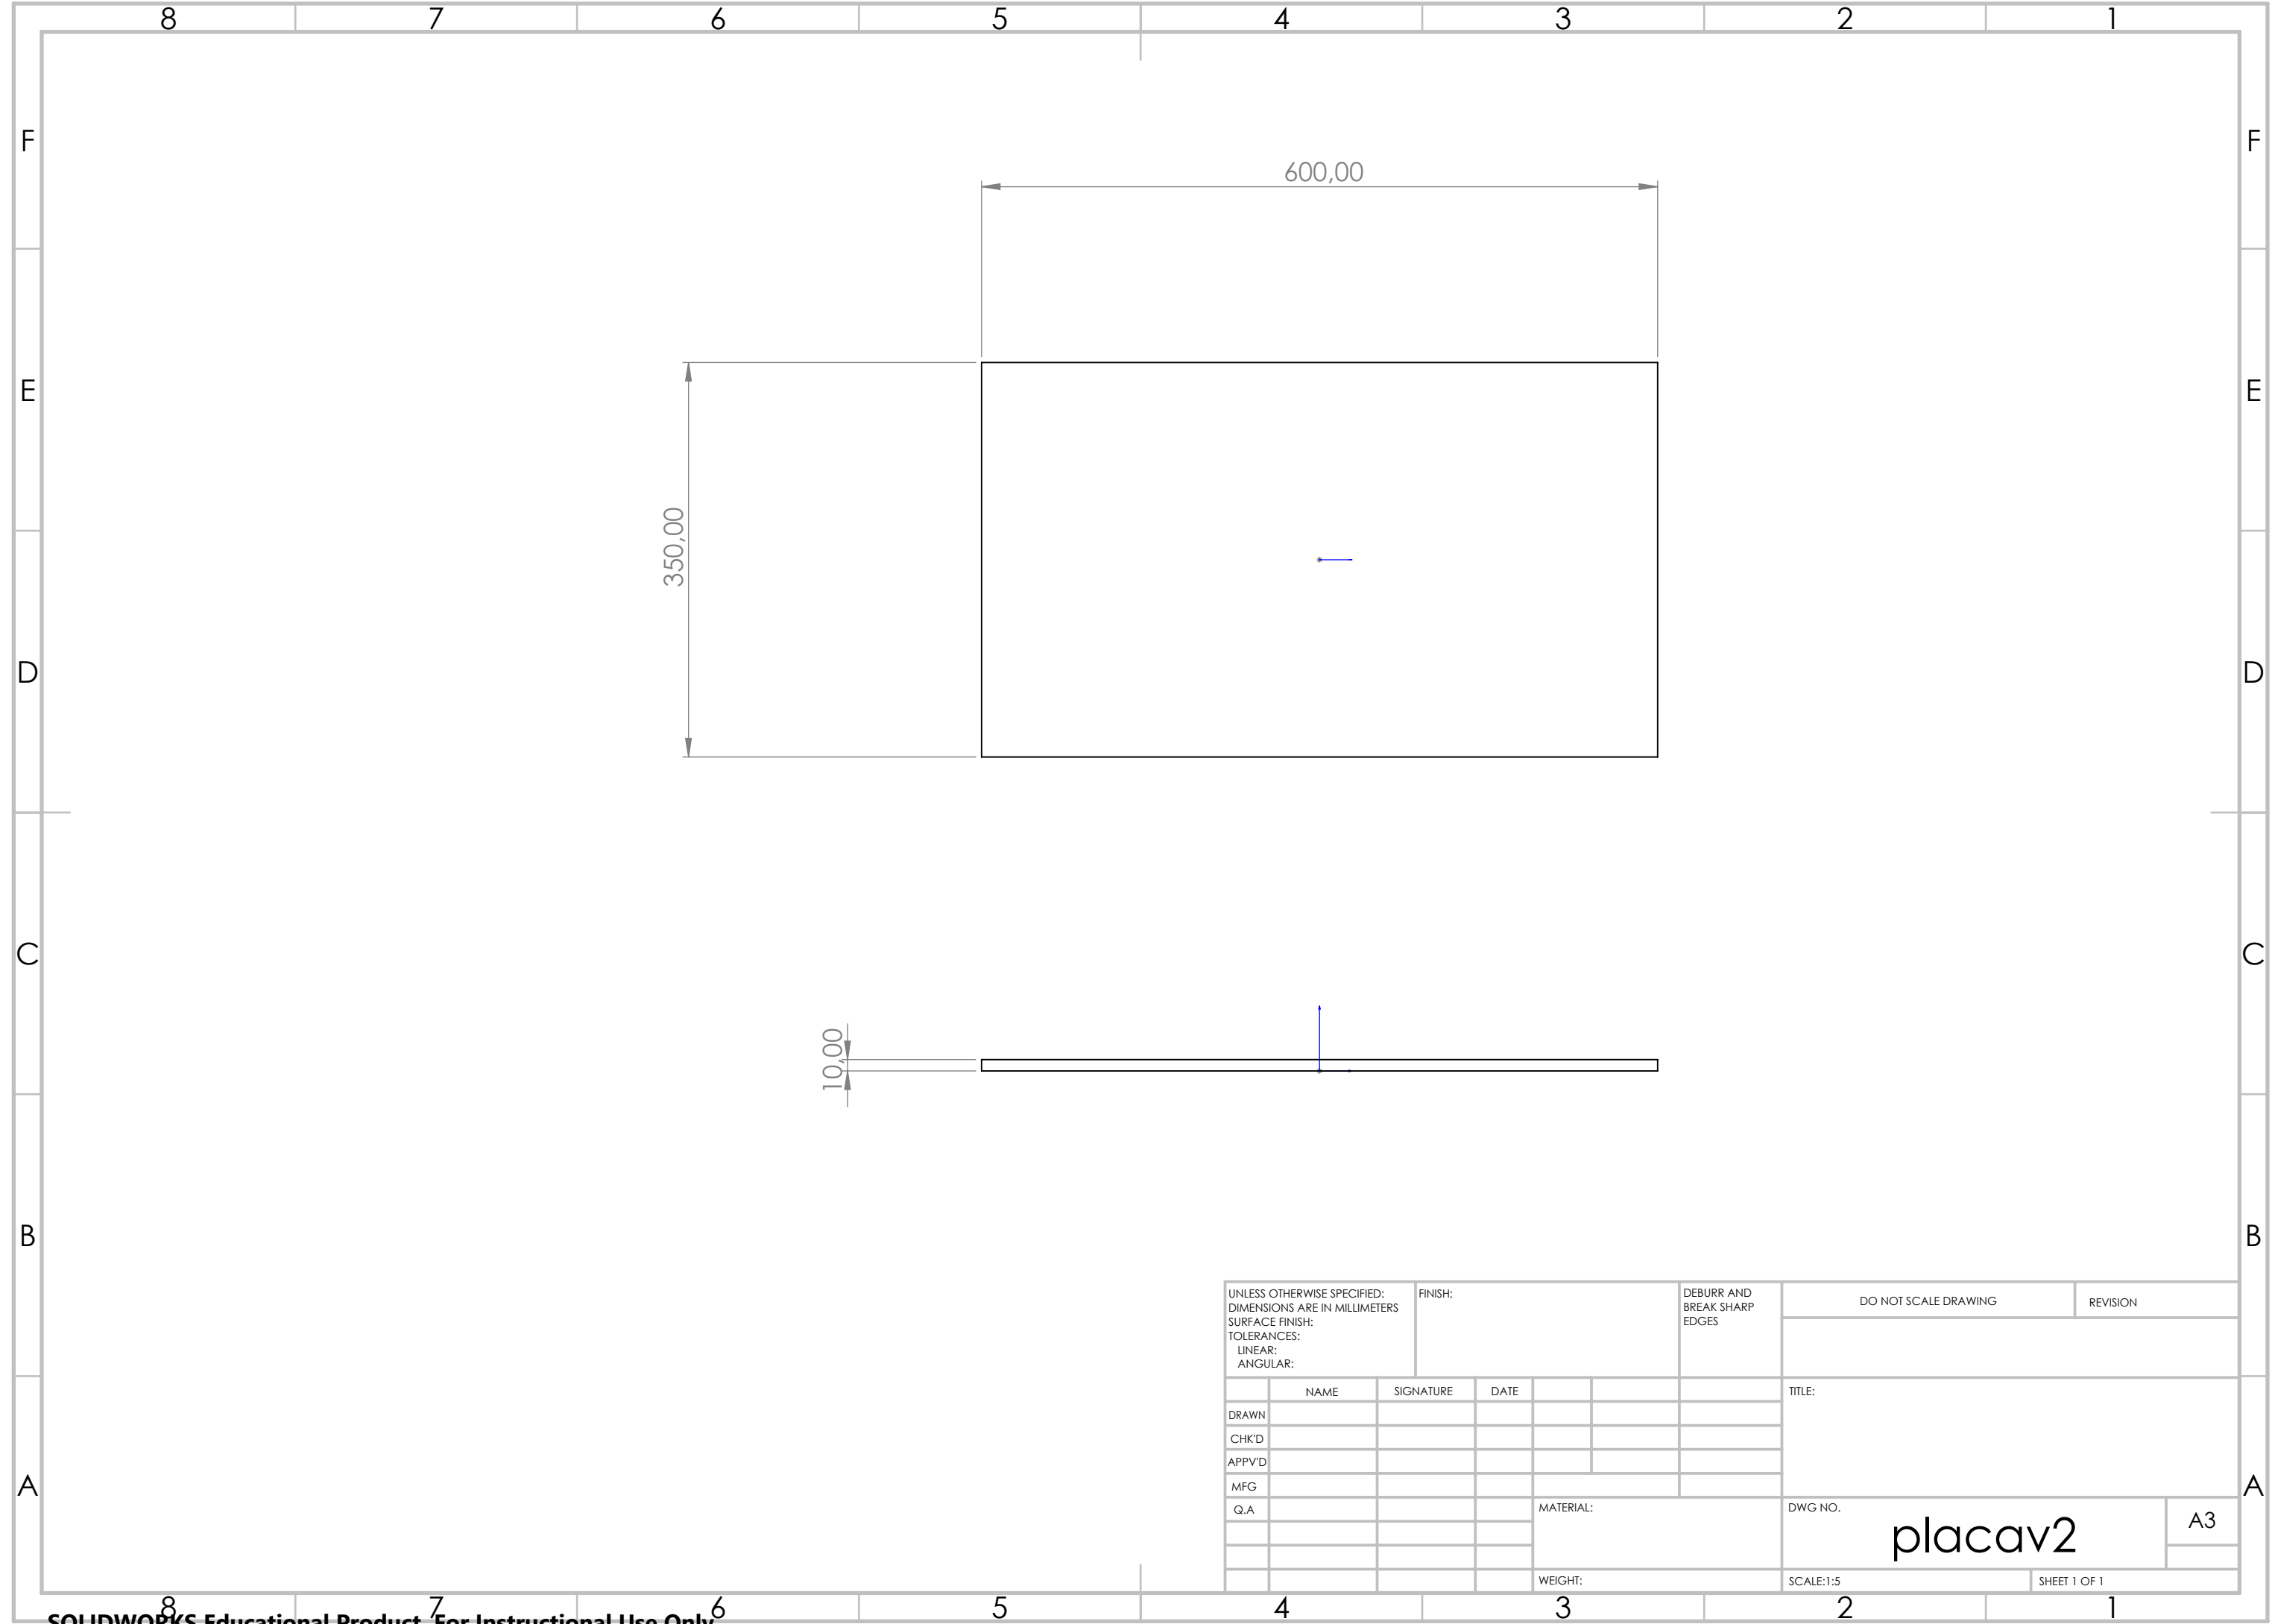 8 7 6 5 4 3 2 1
F F
600,00
E E
350,00
D D
C C
10,00
B B
UNLESS OTHERWISE SPECIFIED:
DIMENSIONS ARE IN MILLIMETERS
SURFACE FINISH:
TOLERANCES:
LINEAR:
ANGULAR:
FINISH:
DEBURR AND
BREAK SHARP
EDGES
DO NOT SCALE DRAWING
REVISION
NAME SIGNATURE DATE
TITLE:
DRAWN
CHK'D
APPV'D
MFG
Q.A
A A
MATERIAL:
DWG NO.
placav2
A3
WEIGHT:
SCALE:1:5
SHEET 1 OF 1
8 7 6 5 4 3 2 1
SOLIDWORKS Educational Product. For Instructional Use Only.